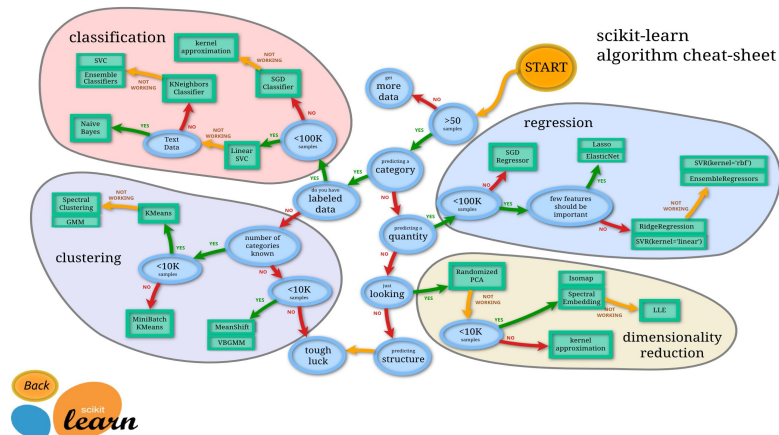 scikit-learn
algorithm cheat-sheet
START
classification
kernel
approximation
NOT
WORKING
SVC
Ensemble
Classifiers
NOT
WORKING
KNeighbors
Classifier
SGD
Classifier
NO
NO
Naive
Bayes
YES
Text
Data
NOT
WORKING
Linear
SVC
YES
<100K
samples
YES
get
more
data
NO
>50
samples
YES
predicting a
category
YES
NO
do you have
labeled
data
NO
regression
SGD
Regressor
NO
Lasso
ElasticNet
YES
SVR(kernel='rbf')
EnsembleRegressors
NOT
WORKING
<100K
samples
YES
few features
should be
important
NO
RidgeRegression
SVR(kernel='linear')
predicting a
quantity
YES
NO
clustering
Spectral
Clustering
GMM
NOT
WORKING
KMeans
YES
number of
categories
known
YES
NO
<10K
samples
NO
MiniBatch
KMeans
<10K
samples
YES
MeanShift
VBGMM
NO
just
looking
YES
NO
tough
luck
predicting
structure
Randomized
PCA
NOT
WORKING
<10K
samples
YES
Isomap
Spectral
Embedding
NOT
WORKING
LLE
NO
kernel
approximation
dimensionality
reduction
Back
scikit
learn